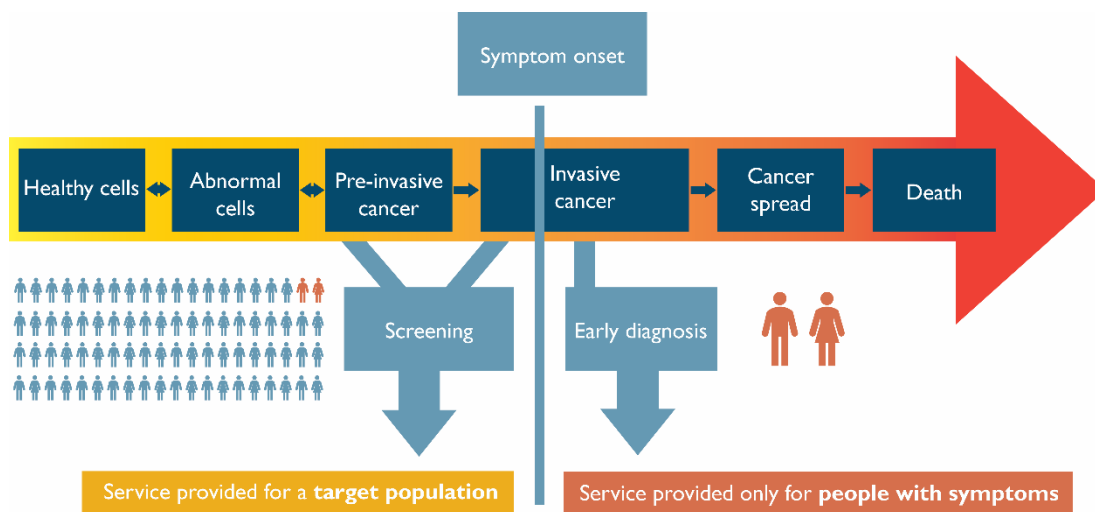 Symptom onset
Healthy cells
Abnormal
cells
Pre-invasive
cancer
Invasive
cancer
Cancer
spread
Death
Screening
Early diagnosis
Service provided for a target population
Service provided only for people with symptoms